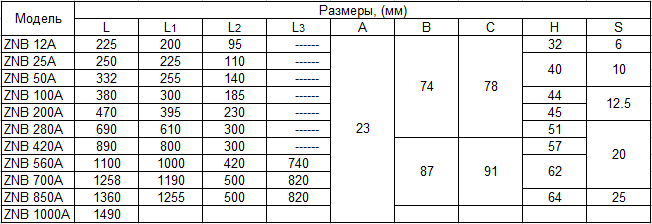 Модель Размеры, (мм)
L L1 L2 L3 A B C H S
ZNB 12A 225 200 95 ------ 23 74 78 32 6
ZNB 25A 250 225 110 ------ 40 10
ZNB 50A 332 255 140 ------
ZNB 100A 380 300 185 ------ 44 12.5
ZNB 200A 470 395 230 ------ 45
ZNB 280A 690 610 300 ------ 51 20
ZNB 420A 890 800 300 ------ 87 91 57
ZNB 560A 1100 1000 420 740 62
ZNB 700A 1258 1190 500 820
ZNB 850A 1360 1255 500 820 64 25
ZNB 1000A 1490